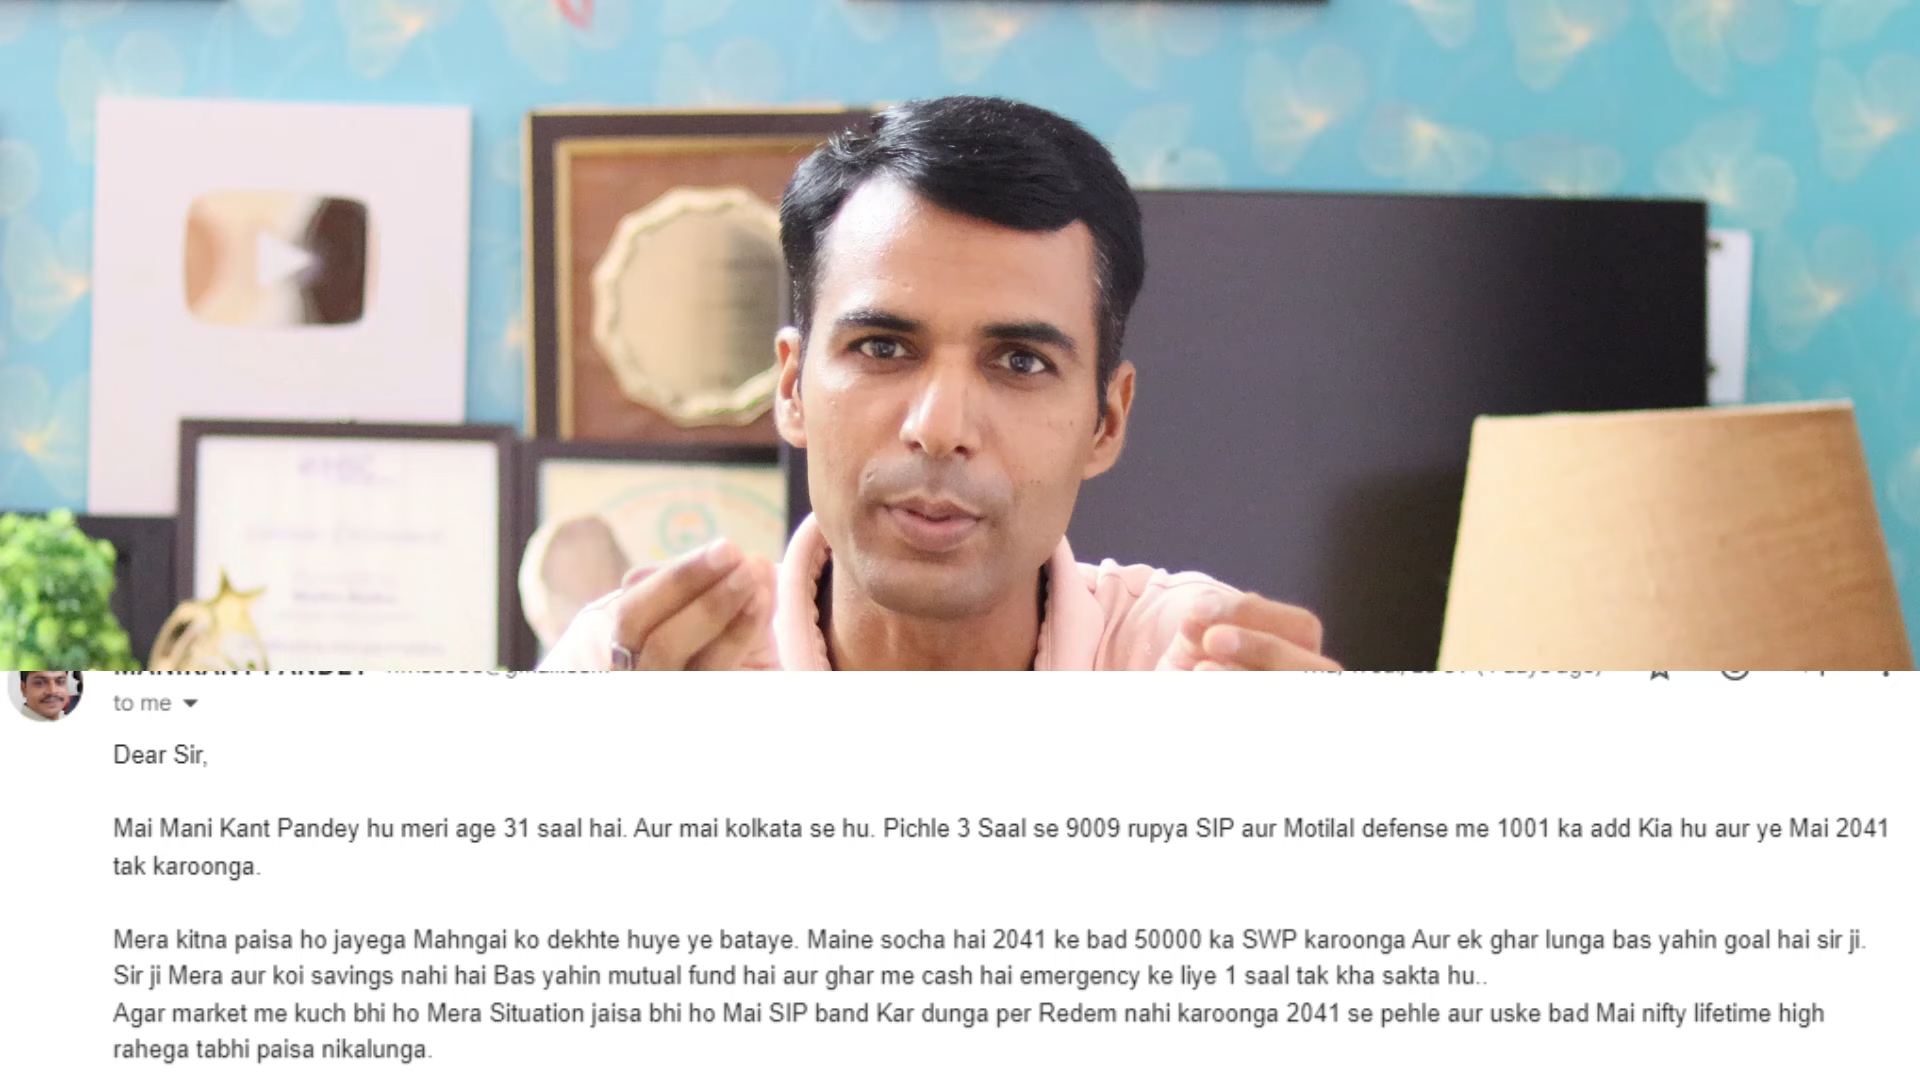 to me
Dear Sir,
Mai Mani Kant Pandey hu meri age 31 saal hai. Aur mai kolkata se hu. Pichle 3 Saal se 9009 rupya SIP aur Motilal defense me 1001 ka add Kia hu aur ye Mai 2041
tak karoonga.
Mera kitna paisa ho jayega Mahngai ko dekhte huye ye bataye. Maine socha hai 2041 ke bad 50000 ka SWP karoonga Aur ek ghar lunga bas yahin goal hai sir ji.
Sir ji Mera aur koi savings nahi hai Bas yahin mutual fund hai aur ghar me cash hai emergency ke liye 1 saal tak kha sakta hu..
Agar market me kuch bhi ho Mera Situation jaisa bhi ho Mai SIP band Kar dunga per Redem nahi karoonga 2041 se pehle aur uske bad Mai nifty lifetime high
rahega tabhi paisa nikalunga.